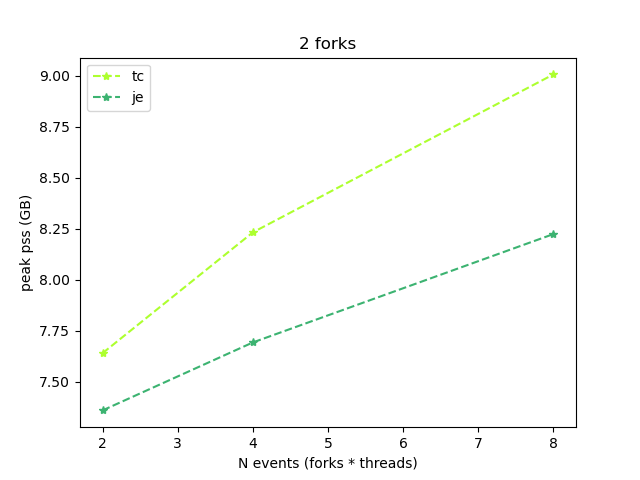 2 forks
tc
je
9.00
8.75
8.50
8.25
8.00
7.75
7.50
peak pss (GB)
2 3 4 5 6 7 8
N events (forks * threads)